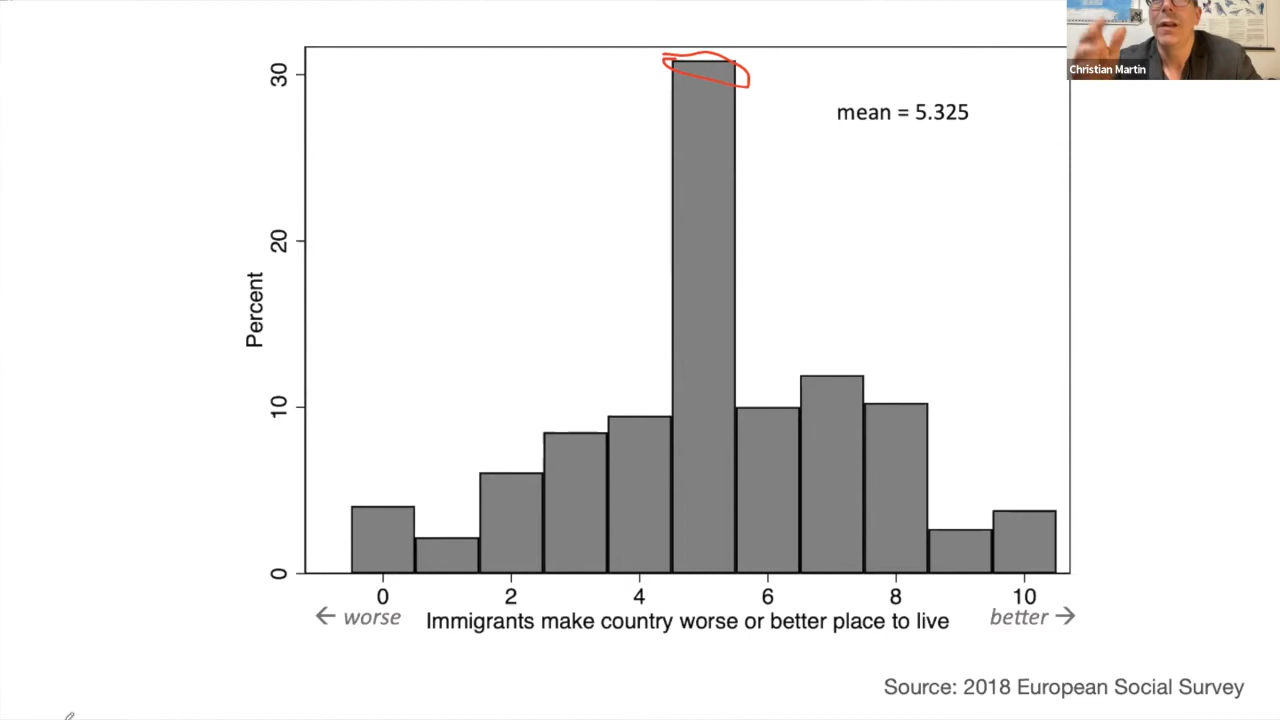 Christian Martin
mean = 5.325
30
20
10
0
Percent
0 2 4 6 8 10
← worse
Immigrants make country worse or better place to live
better →
Source: 2018 European Social Survey